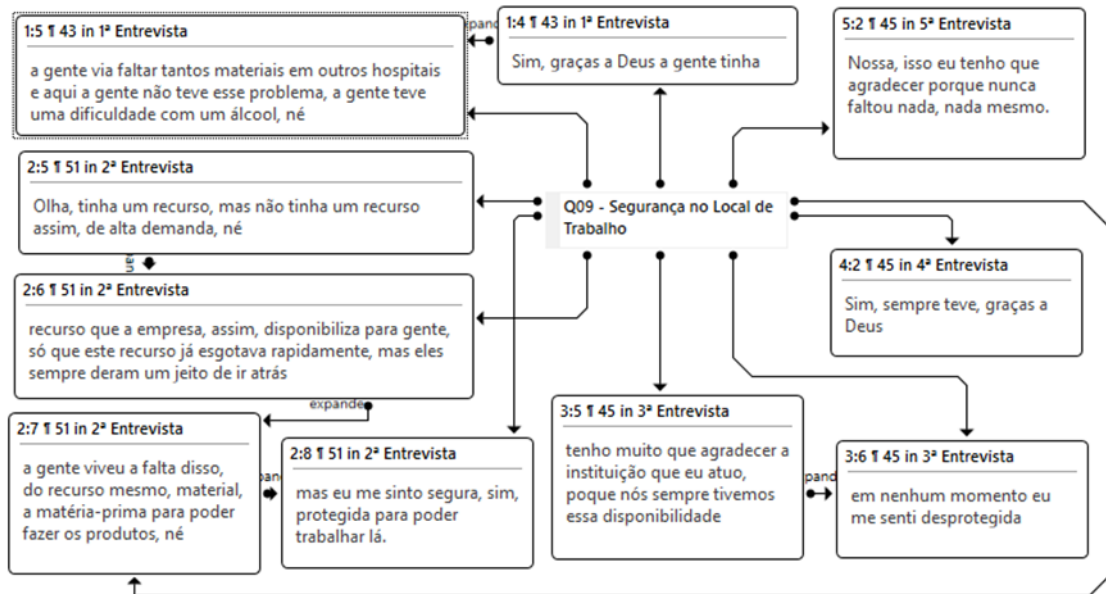 1:5 ¶ 43 in 1ª Entrevista
a gente via faltar tantos materiais em outros hospitais
e aqui a gente não teve esse problema, a gente teve
uma dificuldade com um álcool, né
pand
1:4 ¶ 43 in 1ª Entrevista
Sim, graças a Deus a gente tinha
5:2 ¶ 45 in 5ª Entrevista
Nossa, isso eu tenho que
agradecer porque nunca
faltou nada, nada mesmo.
2:5 ¶ 51 in 2ª Entrevista
Olha, tinha um recurso, mas não tinha um recurso
assim, de alta demanda, né
Q09 - Segurança no Local de
Trabalho
pan
2:6 ¶ 51 in 2ª Entrevista
recurso que a empresa, assim, disponibiliza para gente,
só que este recurso já esgotava rapidamente, mas eles
sempre deram um jeito de ir atrás
4:2 ¶ 45 in 4ª Entrevista
Sim, sempre teve, graças a
Deus
expande
2:7 ¶ 51 in 2ª Entrevista
a gente viveu a falta disso,
do recurso mesmo, material,
a matéria-prima para poder
fazer os produtos, né
pan
2:8 ¶ 51 in 2ª Entrevista
mas eu me sinto segura, sim,
protegida para poder
trabalhar lá.
3:5 ¶ 45 in 3ª Entrevista
tenho muito que agradecer a
instituição que eu atuo,
poque nós sempre tivemos
essa disponibilidade
pand
3:6 ¶ 45 in 3ª Entrevista
em nenhum momento eu
me senti desprotegida